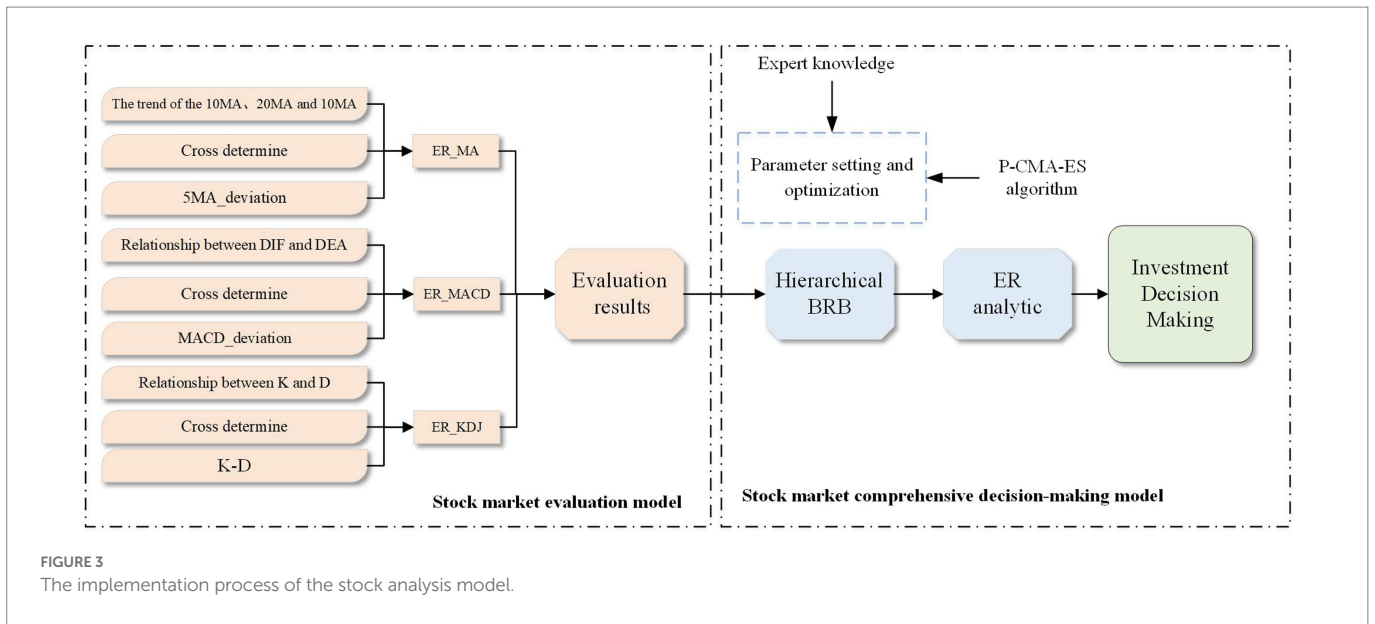 The trend of the 10MA、20MA and 10MA
Cross determine
5MA_deviation
ER_MA
Relationship between DIF and DEA
Cross determine
MACD_deviation
ER_MACD
Relationship between K and D
Cross determine
K-D
ER_KDJ
Evaluation
results
Stock market evaluation model
Expert knowledge
Parameter setting and
optimization
P-CMA-ES
algorithm
Hierarchical
BRB
ER
analytic
Investment
Decision
Making
Stock market comprehensive decision-making model
FIGURE 3
The implementation process of the stock analysis model.